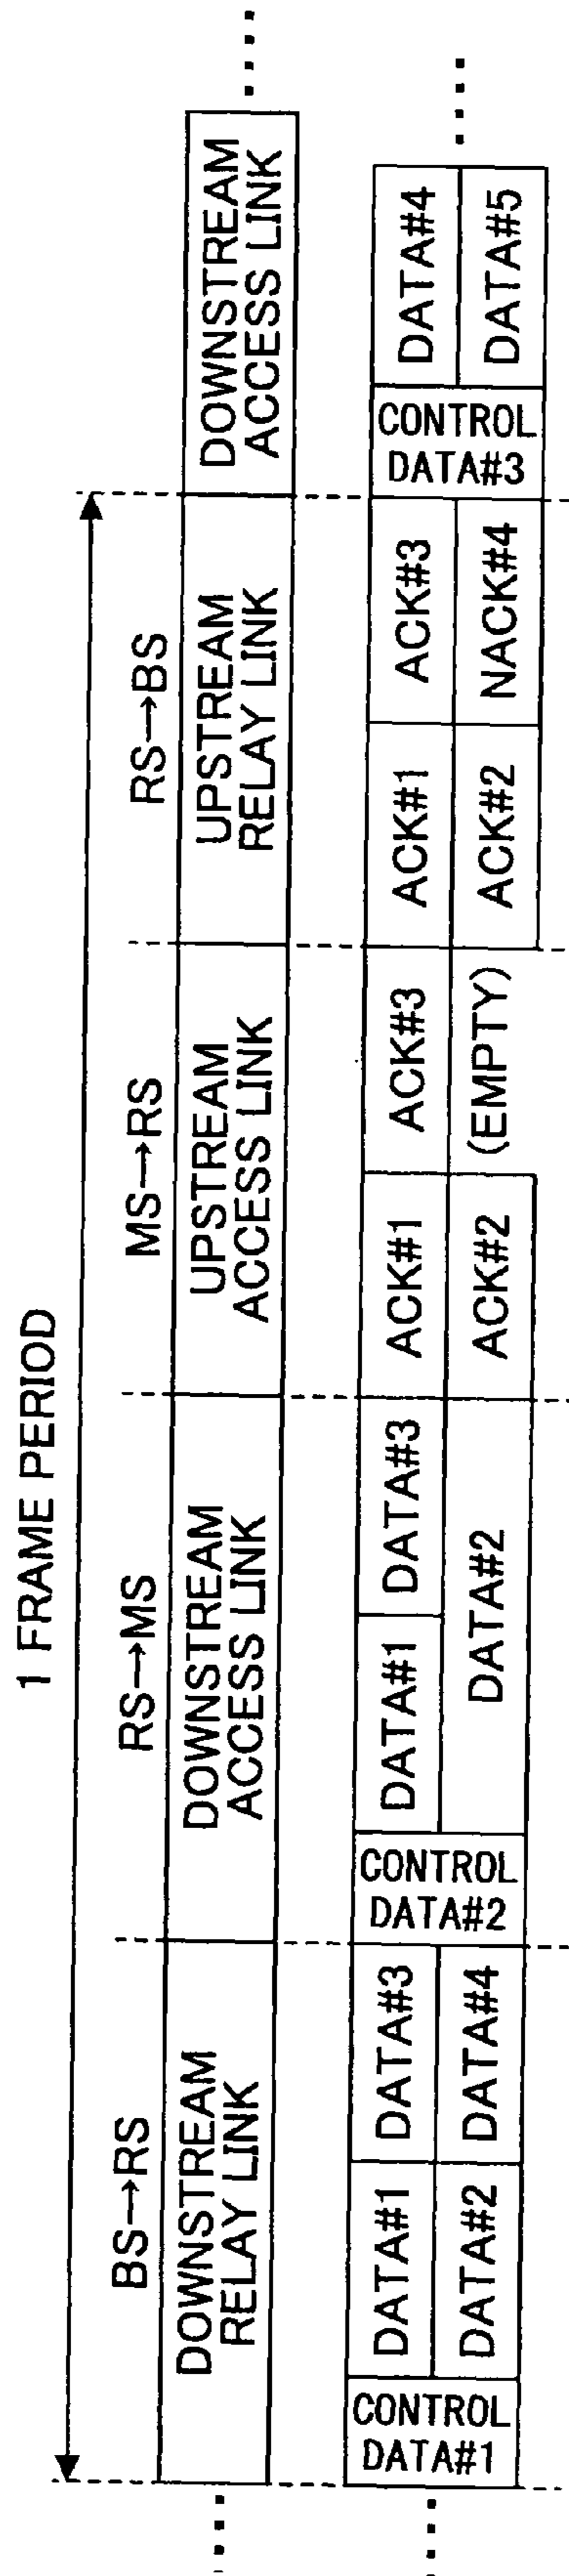 1 FRAME PERIOD
BS→RS
RS→MS
MS→RS
RS→BS
DOWNSTREAM
RELAY LINK
DOWNSTREAM
ACCESS LINK
UPSTREAM
ACCESS LINK
UPSTREAM
RELAY LINK
DOWNSTREAM
ACCESS LINK
CONTROL
DATA#1
DATA#1
DATA#3
DATA#2
DATA#4
CONTROL
DATA#2
DATA#1
DATA#3
DATA#2
ACK#1
ACK#3
ACK#2
(EMPTY)
ACK#1
ACK#3
ACK#2
NACK#4
CONTROL
DATA#3
DATA#4
DATA#5